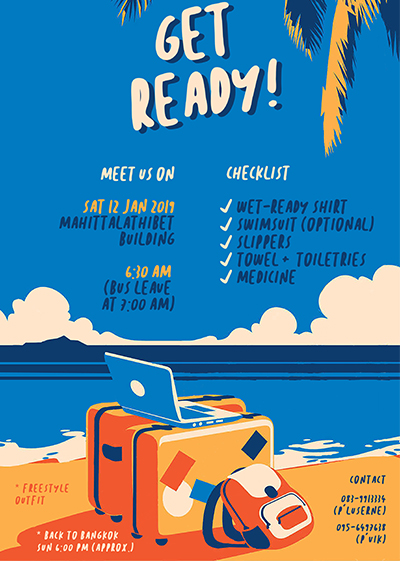 GET
READY!
MEET US ON
SAT 12 JAN 2019
MAHITTALATHIBET
BUILDING
6:30 AM
(BUS LEAVE
AT 7:00 AM)
CHECKLIST
✓ WET-READY SHIRT
✓ SWIMSUIT (OPTIONAL)
✓ SLIPPERS
✓ TOWEL + TOILETRIES
✓ MEDICINE
* FREESTYLE
OUTFIT
* BACK TO BANGKOK
SUN 6:00 PM (APPROX.)
CONTACT
083-9913334
(P'LUSERNE)
095-6497638
(P'VIK)